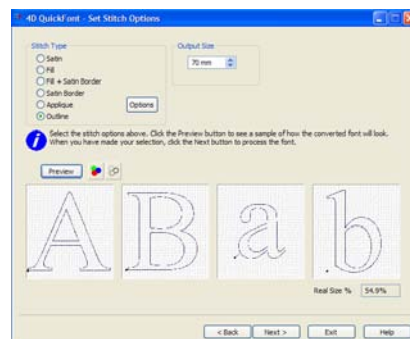 4D QuickFont - Set Stitch Options
Stitch Type
Satin
Fill
Fill + Satin Border
Satin Border
Applique
Outline
Options
Output Size
70 mm
Select the stitch options above. Click the Preview button to see a sample of how the converted font will look.
When you have made your selection, click the Next button to process the font.
Preview
A B a b
Real Size % 54.9%
< Back Next > Exit Help